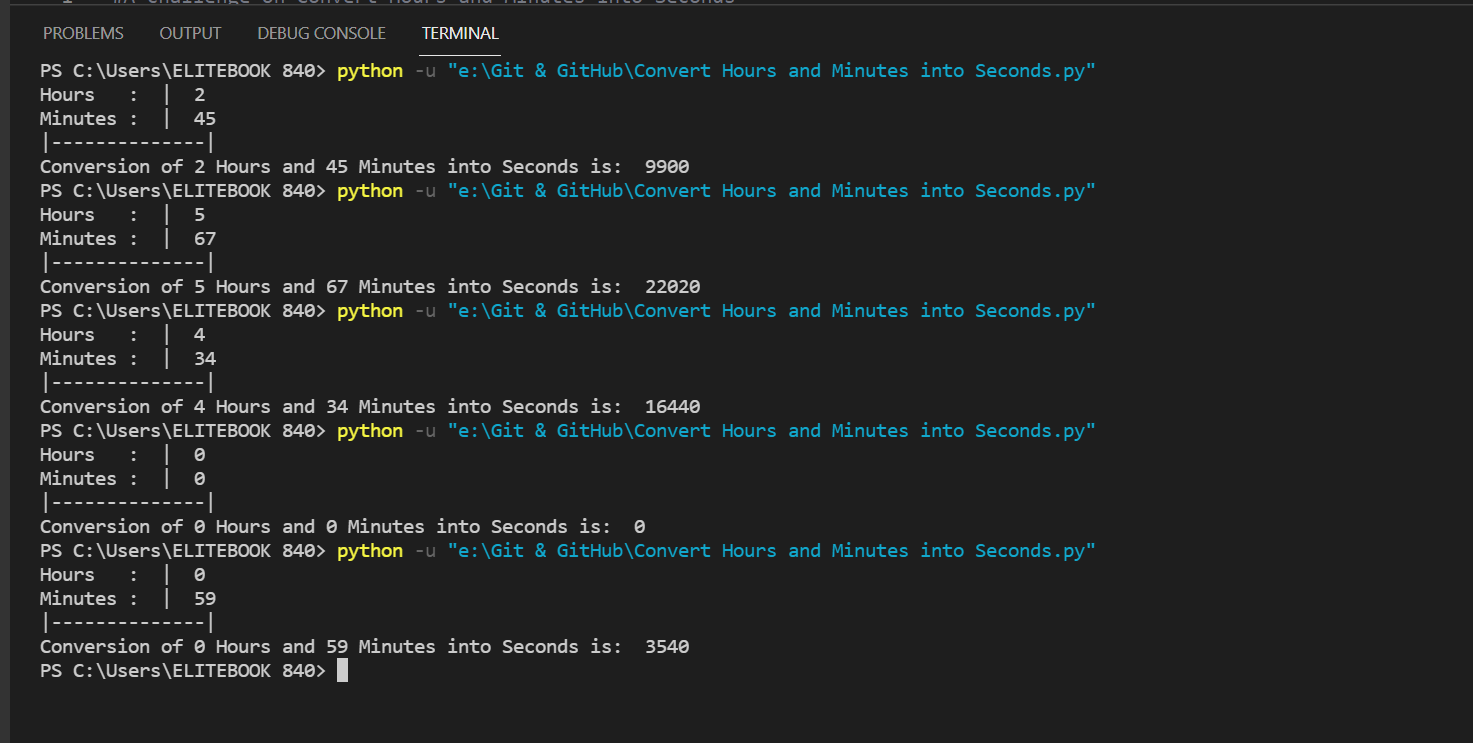 1 #A Challenge on Convert Hours and Minutes into Seconds
PROBLEMS OUTPUT DEBUG CONSOLE TERMINAL
PS C:\Users\ELITEBOOK 840> python -u "e:\Git & GitHub\Convert Hours and Minutes into Seconds.py"
Hours   :  |  2
Minutes :  |  45
|--------------|
Conversion of 2 Hours and 45 Minutes into Seconds is:  9900
PS C:\Users\ELITEBOOK 840> python -u "e:\Git & GitHub\Convert Hours and Minutes into Seconds.py"
Hours   :  |  5
Minutes :  |  67
|--------------|
Conversion of 5 Hours and 67 Minutes into Seconds is:  22020
PS C:\Users\ELITEBOOK 840> python -u "e:\Git & GitHub\Convert Hours and Minutes into Seconds.py"
Hours   :  |  4
Minutes :  |  34
|--------------|
Conversion of 4 Hours and 34 Minutes into Seconds is:  16440
PS C:\Users\ELITEBOOK 840> python -u "e:\Git & GitHub\Convert Hours and Minutes into Seconds.py"
Hours   :  |  0
Minutes :  |  0
|--------------|
Conversion of 0 Hours and 0 Minutes into Seconds is:  0
PS C:\Users\ELITEBOOK 840> python -u "e:\Git & GitHub\Convert Hours and Minutes into Seconds.py"
Hours   :  |  0
Minutes :  |  59
|--------------|
Conversion of 0 Hours and 59 Minutes into Seconds is:  3540
PS C:\Users\ELITEBOOK 840>